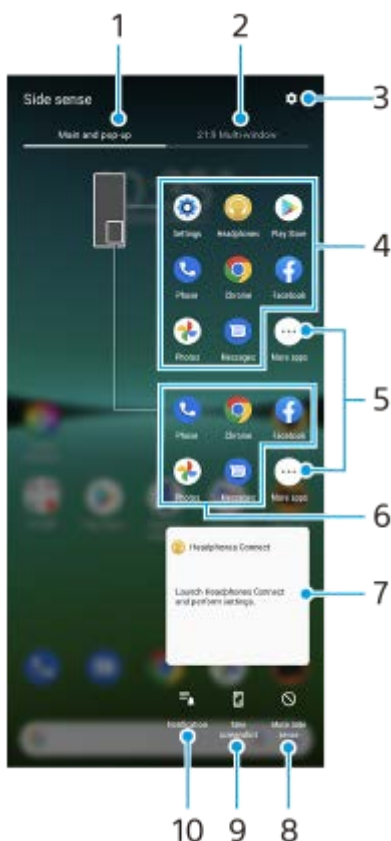 1
2
Side sense
3
Main and pop-up
21:9 Multi-window
Settings
Headphones
Play Store
4
Phone
Chrome
Facebook
Photos
Messages
More apps
5
Phone
Chrome
Facebook
Photos
Messages
More apps
6
Headphones Connect
7
Launch Headphones Connect
and perform settings.
Notification
Take
screenshot
More Side
sense
10
9
8